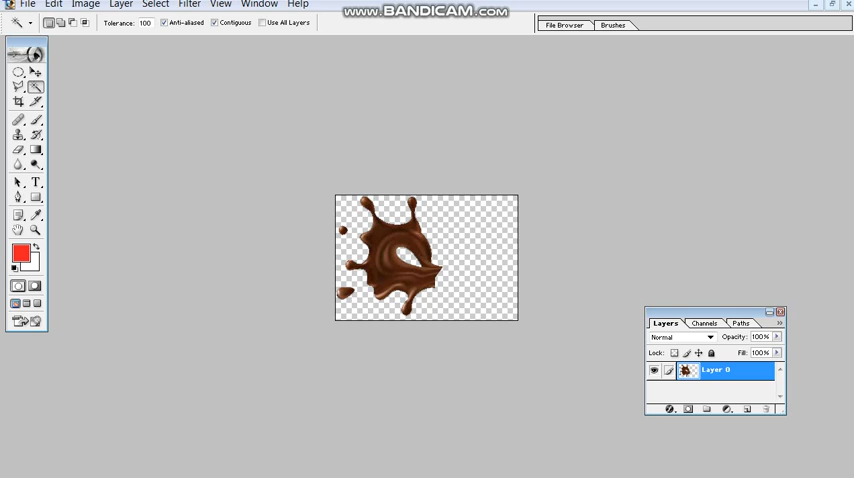 File Edit Image Layer Select Filter View Window Help
www.BANDICAM.com
Tolerance: 100 Anti-aliased Contiguous Use All Layers
File Browser Brushes
Layers Channels Paths
Normal Opacity: 100%
Lock: Fill: 100%
Layer 0